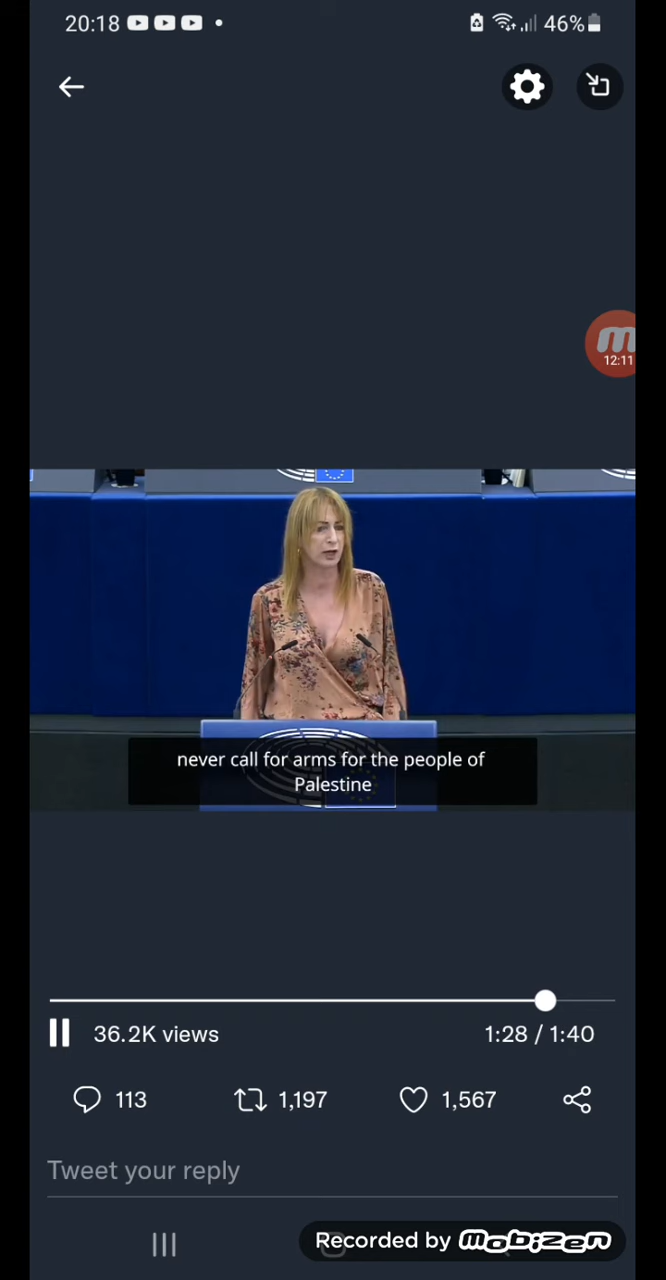 20:18
46%
12:11
never call for arms for the people of
Palestine
36.2K views
1:28 / 1:40
113
1,197
1,567
Tweet your reply
Recorded by mobizen